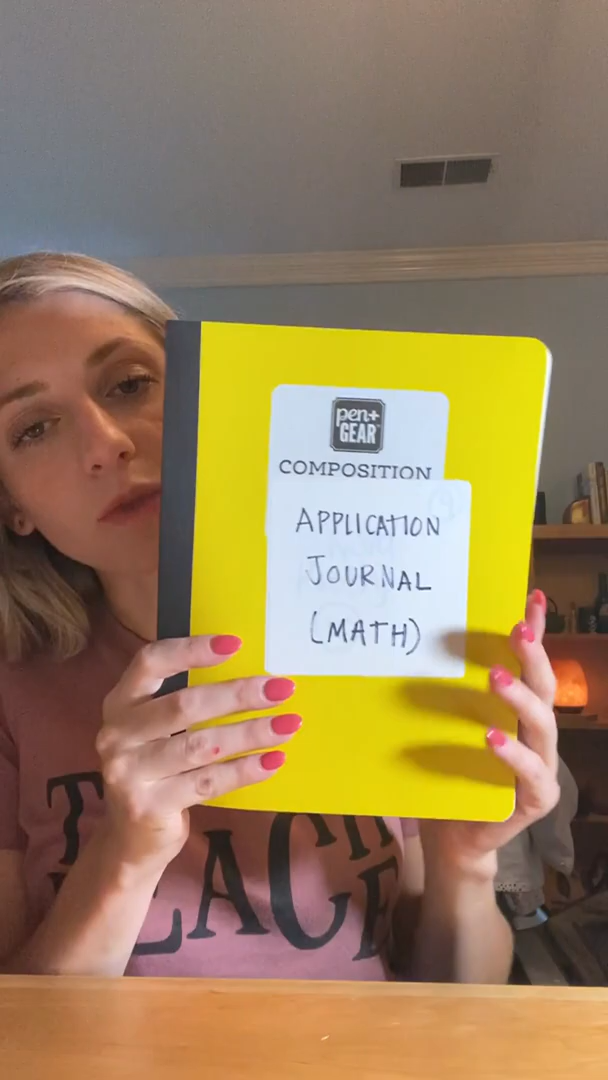 pen+
GEAR
COMPOSITION
APPLICATION
JOURNAL
(MATH)